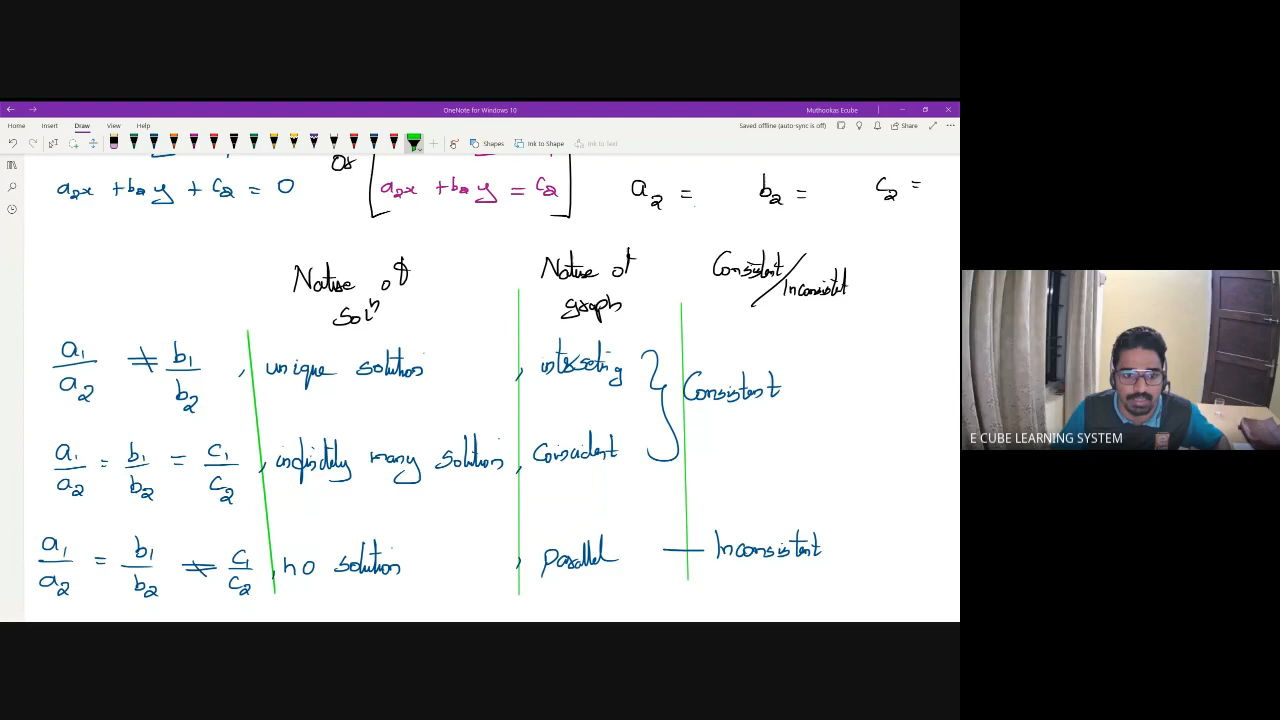 OneNote for Windows 10
Muthookas Ecube
Home Insert Draw View Help
Saved offline (auto-sync is off)
Share
Shapes
Ink to Shape
Ink to Text
Or
a₂x + b₂y + c₂ = 0
a₂x + b₂y = c₂
a₂ = b₂ = c₂ =
Nature of solⁿ
Nature of graph
Consistent/Inconsistent
a₁/a₂ ≠ b₁/b₂ , unique solution , intersecting
Consistent
a₁/a₂ = b₁/b₂ = c₁/c₂ , infinitely many solution , coincident
a₁/a₂ = b₁/b₂ ≠ c₁/c₂ , no solution , parallel — Inconsistent
E CUBE LEARNING SYSTEM